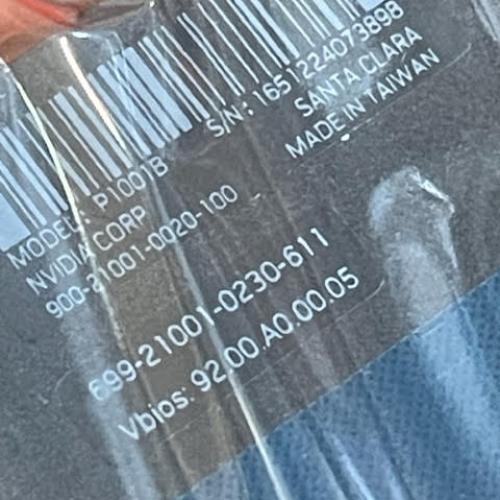 MODEL: P1001B
S/N: 1651224073898
NVIDIA CORP
SANTA CLARA
900-21001-0020-100
MADE IN TAIWAN
699-21001-0230-611
Vbios: 92.00.A0.00.05